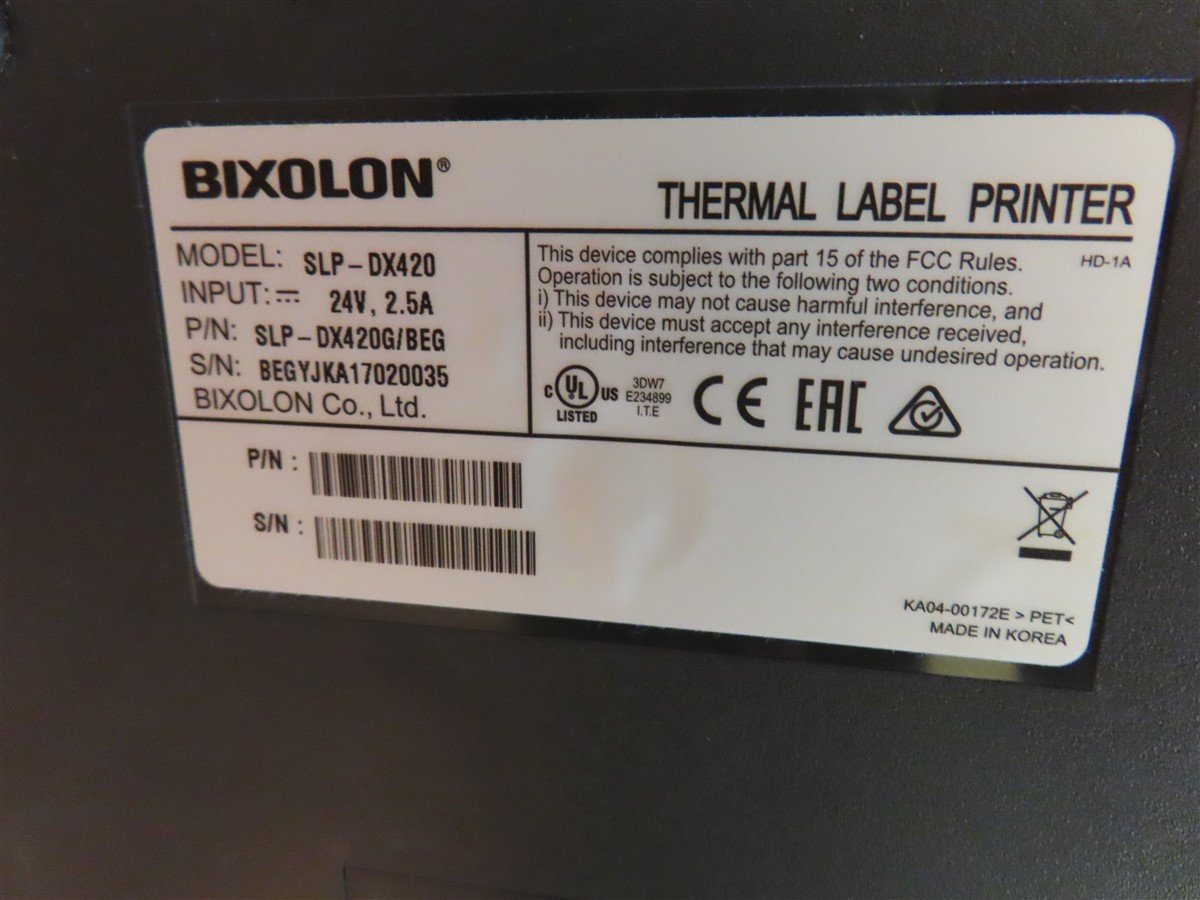 BIXOLON®
THERMAL LABEL PRINTER
MODEL: SLP-DX420
INPUT: ⎓ 24V, 2.5A
P/N: SLP-DX420G/BEG
S/N: BEGYJKA17020035
BIXOLON Co., Ltd.
This device complies with part 15 of the FCC Rules.
HD-1A
Operation is subject to the following two conditions.
i) This device may not cause harmful interference, and
ii) This device must accept any interference received,
including interference that may cause undesired operation.
C UL US
LISTED
3DW7
E234899
I.T.E
CE
EAC
P/N :
S/N :
KA04-00172E > PET<
MADE IN KOREA